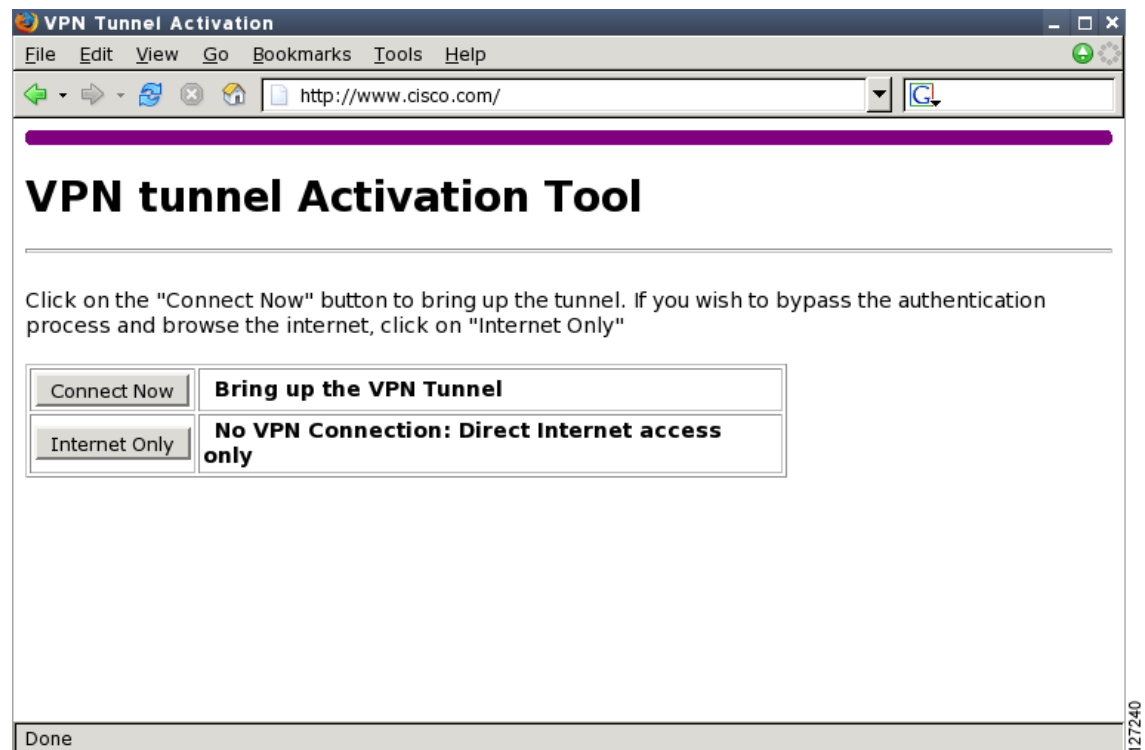 VPN Tunnel Activation
File Edit View Go Bookmarks Tools Help
http://www.cisco.com/
G
VPN tunnel Activation Tool
Click on the "Connect Now" button to bring up the tunnel. If you wish to bypass the authentication
process and browse the internet, click on "Internet Only"
Connect Now Bring up the VPN Tunnel
Internet Only No VPN Connection: Direct Internet access
only
Done